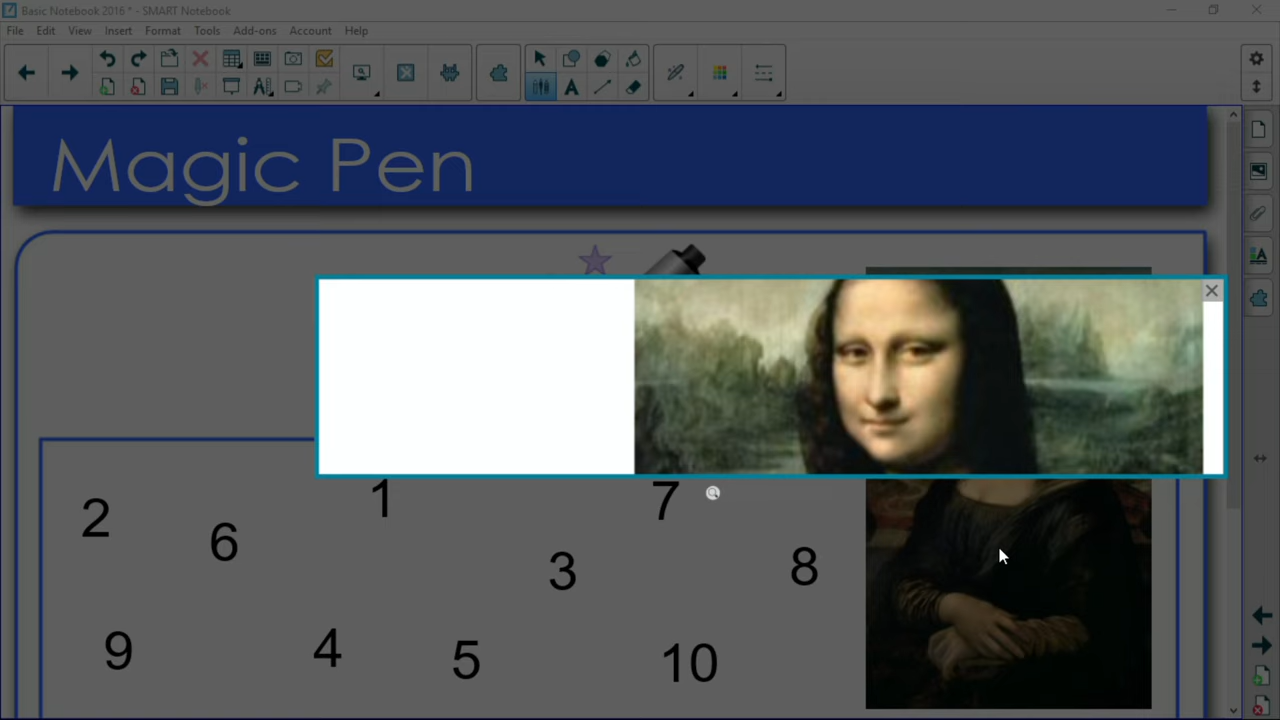 Basic Notebook 2016 * - SMART Notebook
File Edit View Insert Format Tools Add-ons Account Help
Magic Pen
1 7
2 6 3 8
9 4 5 10